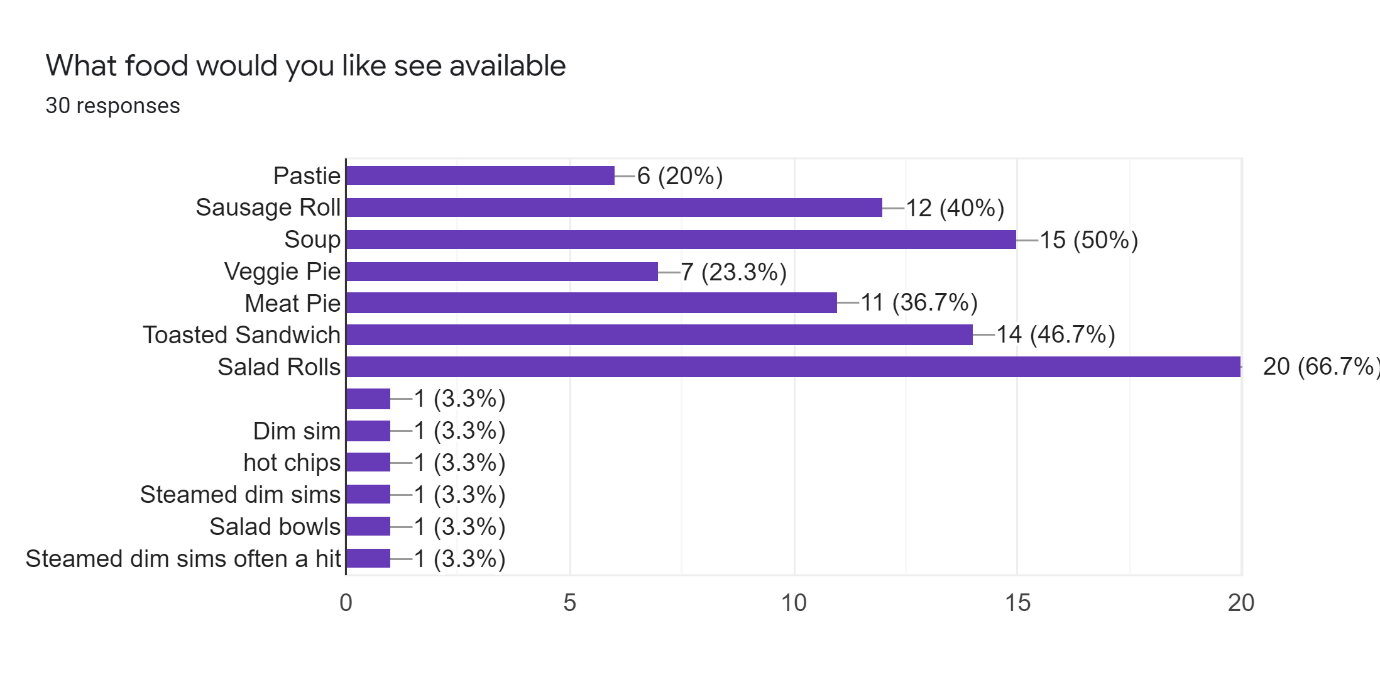 What food would you like see available
30 responses
Pastie 6 (20%)
Sausage Roll 12 (40%)
Soup 15 (50%)
Veggie Pie 7 (23.3%)
Meat Pie 11 (36.7%)
Toasted Sandwich 14 (46.7%)
Salad Rolls 20 (66.7%)
1 (3.3%)
Dim sim 1 (3.3%)
hot chips 1 (3.3%)
Steamed dim sims 1 (3.3%)
Salad bowls 1 (3.3%)
Steamed dim sims often a hit 1 (3.3%)
0 5 10 15 20